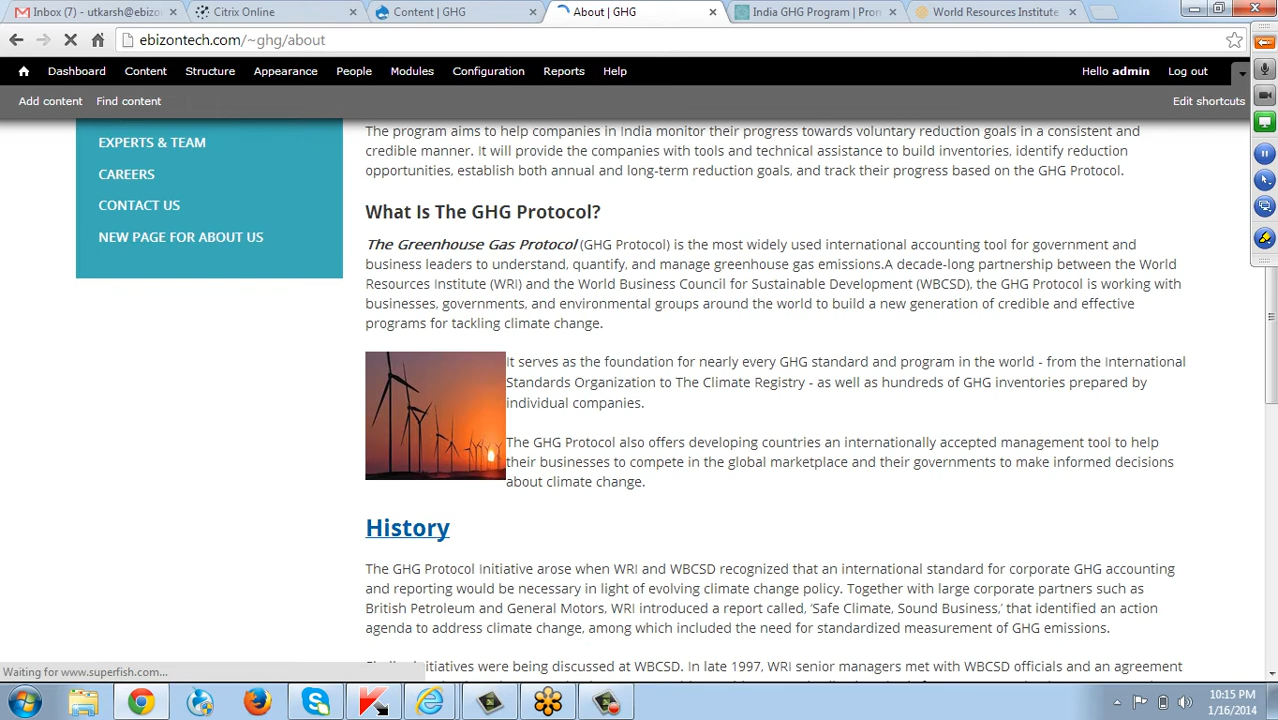 Inbox (7) - utkarsh@ebizo
Citrix Online
Content | GHG
About | GHG
India GHG Program | Pron
World Resources Institute
ebizontech.com/~ghg/about
Dashboard Content Structure Appearance People Modules Configuration Reports Help
Hello admin Log out
Add content Find content
Edit shortcuts
EXPERTS & TEAM
CAREERS
CONTACT US
NEW PAGE FOR ABOUT US
The program aims to help companies in India monitor their progress towards voluntary reduction goals in a consistent and
credible manner. It will provide the companies with tools and technical assistance to build inventories, identify reduction
opportunities, establish both annual and long-term reduction goals, and track their progress based on the GHG Protocol.
What Is The GHG Protocol?
The Greenhouse Gas Protocol (GHG Protocol) is the most widely used international accounting tool for government and
business leaders to understand, quantify, and manage greenhouse gas emissions.A decade-long partnership between the World
Resources Institute (WRI) and the World Business Council for Sustainable Development (WBCSD), the GHG Protocol is working with
businesses, governments, and environmental groups around the world to build a new generation of credible and effective
programs for tackling climate change.
It serves as the foundation for nearly every GHG standard and program in the world - from the International
Standards Organization to The Climate Registry - as well as hundreds of GHG inventories prepared by
individual companies.
The GHG Protocol also offers developing countries an internationally accepted management tool to help
their businesses to compete in the global marketplace and their governments to make informed decisions
about climate change.
History
The GHG Protocol Initiative arose when WRI and WBCSD recognized that an international standard for corporate GHG accounting
and reporting would be necessary in light of evolving climate change policy. Together with large corporate partners such as
British Petroleum and General Motors, WRI introduced a report called, ‘Safe Climate, Sound Business,’ that identified an action
agenda to address climate change, among which included the need for standardized measurement of GHG emissions.
initiatives were being discussed at WBCSD. In late 1997, WRI senior managers met with WBCSD officials and an agreement
Waiting for www.superfish.com...
10:15 PM
1/16/2014